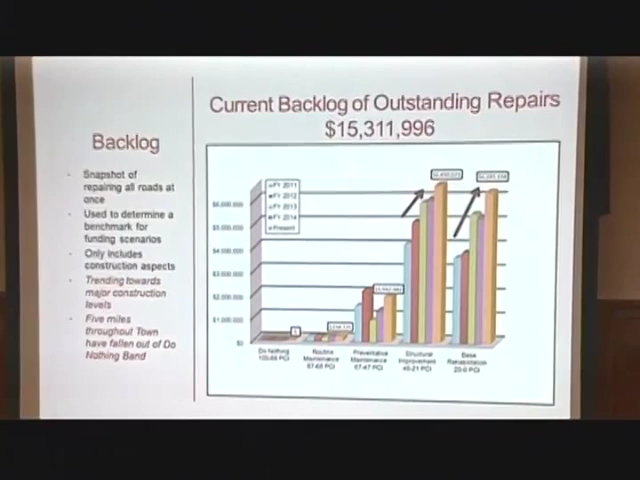 Current Backlog of Outstanding Repairs
$15,311,996
Backlog
- Snapshot of
repairing all roads at
once
- Used to determine a
benchmark for
funding scenarios
- Only includes
construction aspects
- Trending towards
major construction
levels
- Five miles
throughout Town
have fallen out of Do
Nothing Band
FY 2011
FY 2012
FY 2013
FY 2014
Present
$6,000,000
$5,000,000
$4,000,000
$3,000,000
$2,000,000
$1,000,000
$0
Do Nothing
Routine
Maintenance
Preventative
Maintenance
67-47 PCI
Structural
Improvement
Base
Rehabilitation